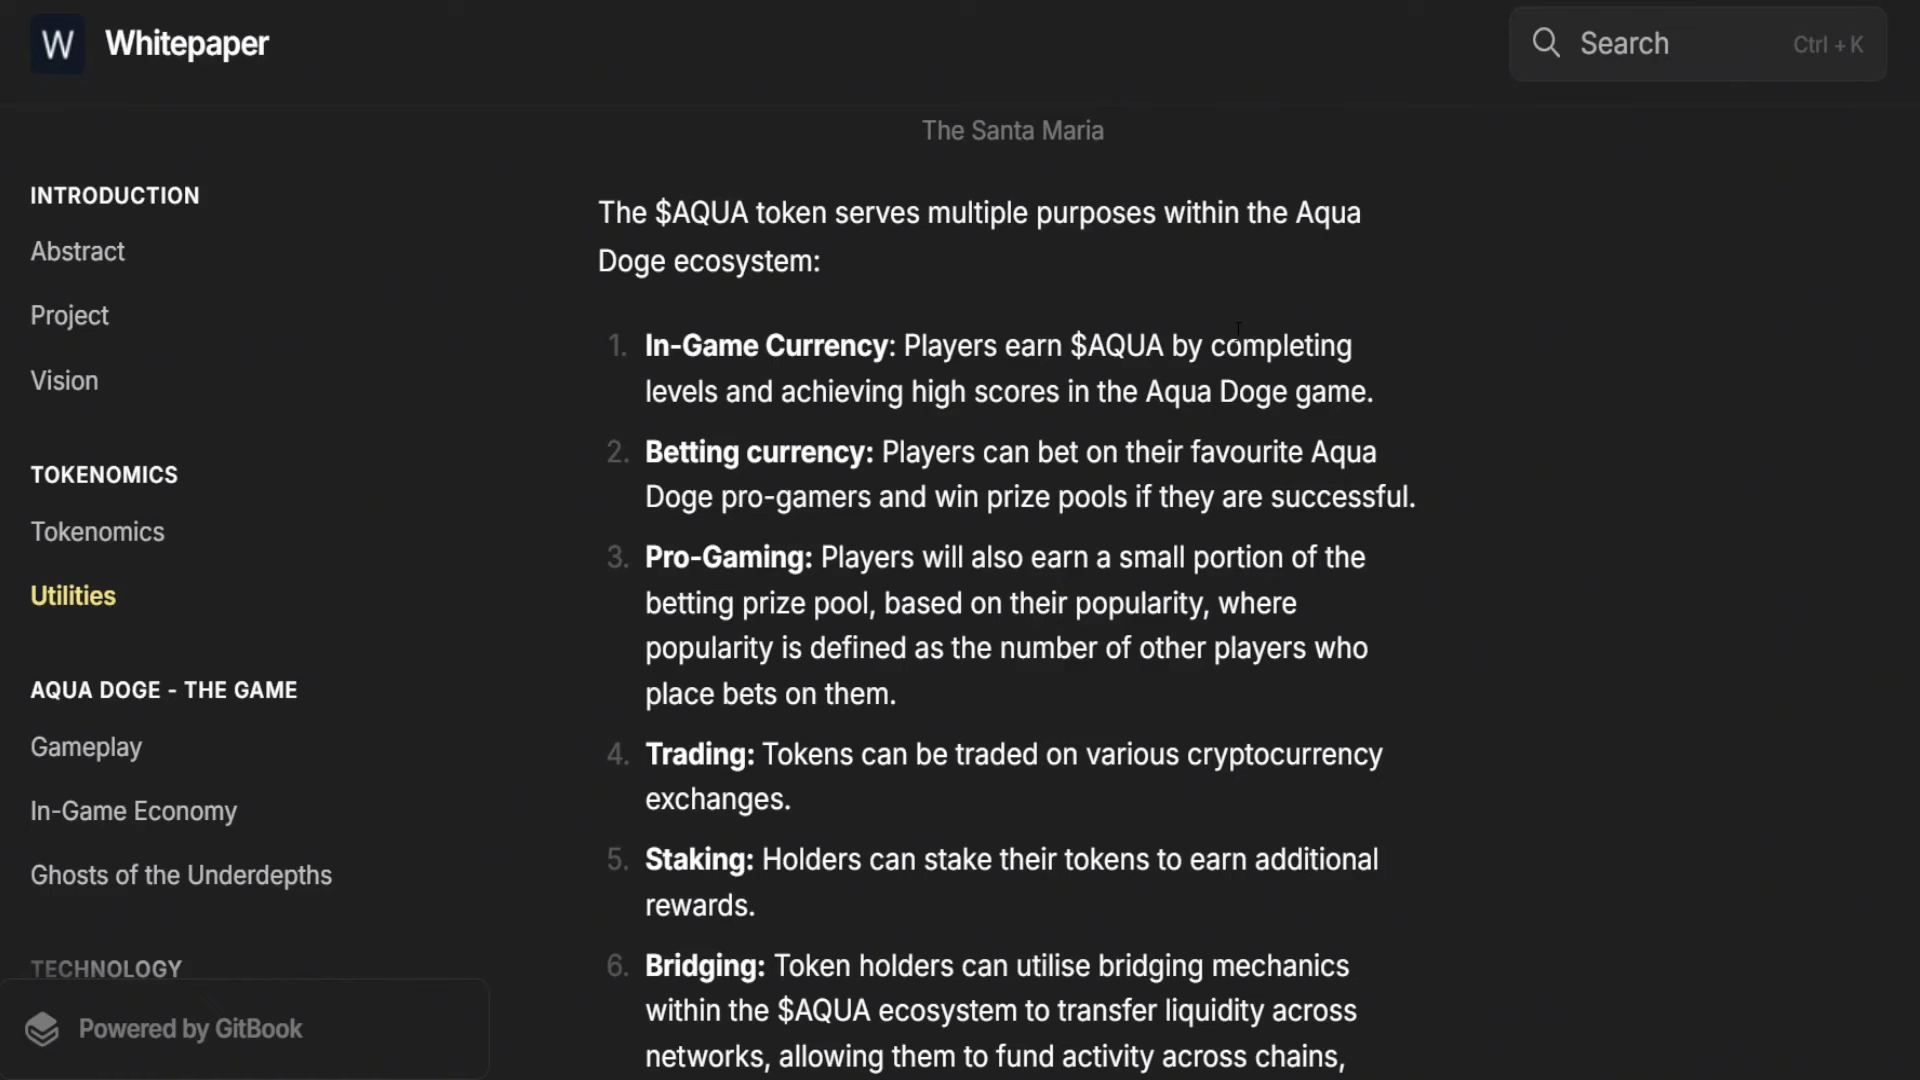 W Whitepaper
Search Ctrl + K
INTRODUCTION
Abstract
Project
Vision
TOKENOMICS
Tokenomics
Utilities
AQUA DOGE - THE GAME
Gameplay
In-Game Economy
Ghosts of the Underdepths
TECHNOLOGY
Powered by GitBook
The Santa Maria
The $AQUA token serves multiple purposes within the Aqua
Doge ecosystem:
1. In-Game Currency: Players earn $AQUA by completing
levels and achieving high scores in the Aqua Doge game.
2. Betting currency: Players can bet on their favourite Aqua
Doge pro-gamers and win prize pools if they are successful.
3. Pro-Gaming: Players will also earn a small portion of the
betting prize pool, based on their popularity, where
popularity is defined as the number of other players who
place bets on them.
4. Trading: Tokens can be traded on various cryptocurrency
exchanges.
5. Staking: Holders can stake their tokens to earn additional
rewards.
6. Bridging: Token holders can utilise bridging mechanics
within the $AQUA ecosystem to transfer liquidity across
networks, allowing them to fund activity across chains,